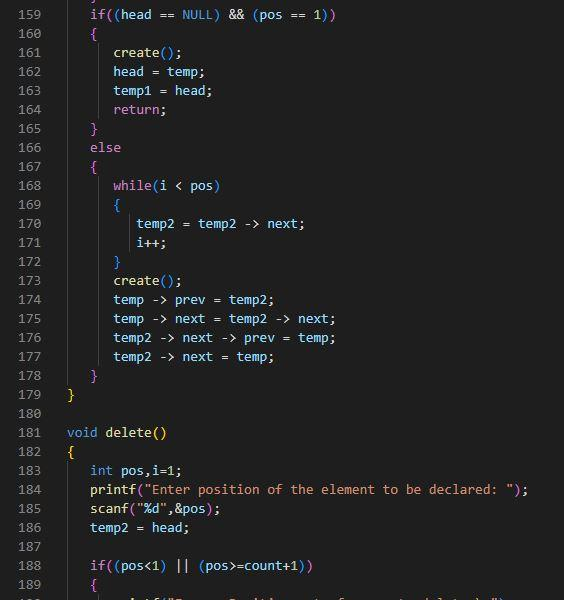 159 if((head == NULL) && (pos == 1))
160 {
161 create();
162 head = temp;
163 temp1 = head;
164 return;
165 }
166 else
167 {
168 while(i < pos)
169 {
170 temp2 = temp2 -> next;
171 i++;
172 }
173 create();
174 temp -> prev = temp2;
175 temp -> next = temp2 -> next;
176 temp2 -> next -> prev = temp;
177 temp2 -> next = temp;
178 }
179 }
180
181 void delete()
182 {
183 int pos,i=1;
184 printf("Enter position of the element to be declared: ");
185 scanf("%d",&pos);
186 temp2 = head;
187
188 if((pos<1) || (pos>=count+1))
189 {